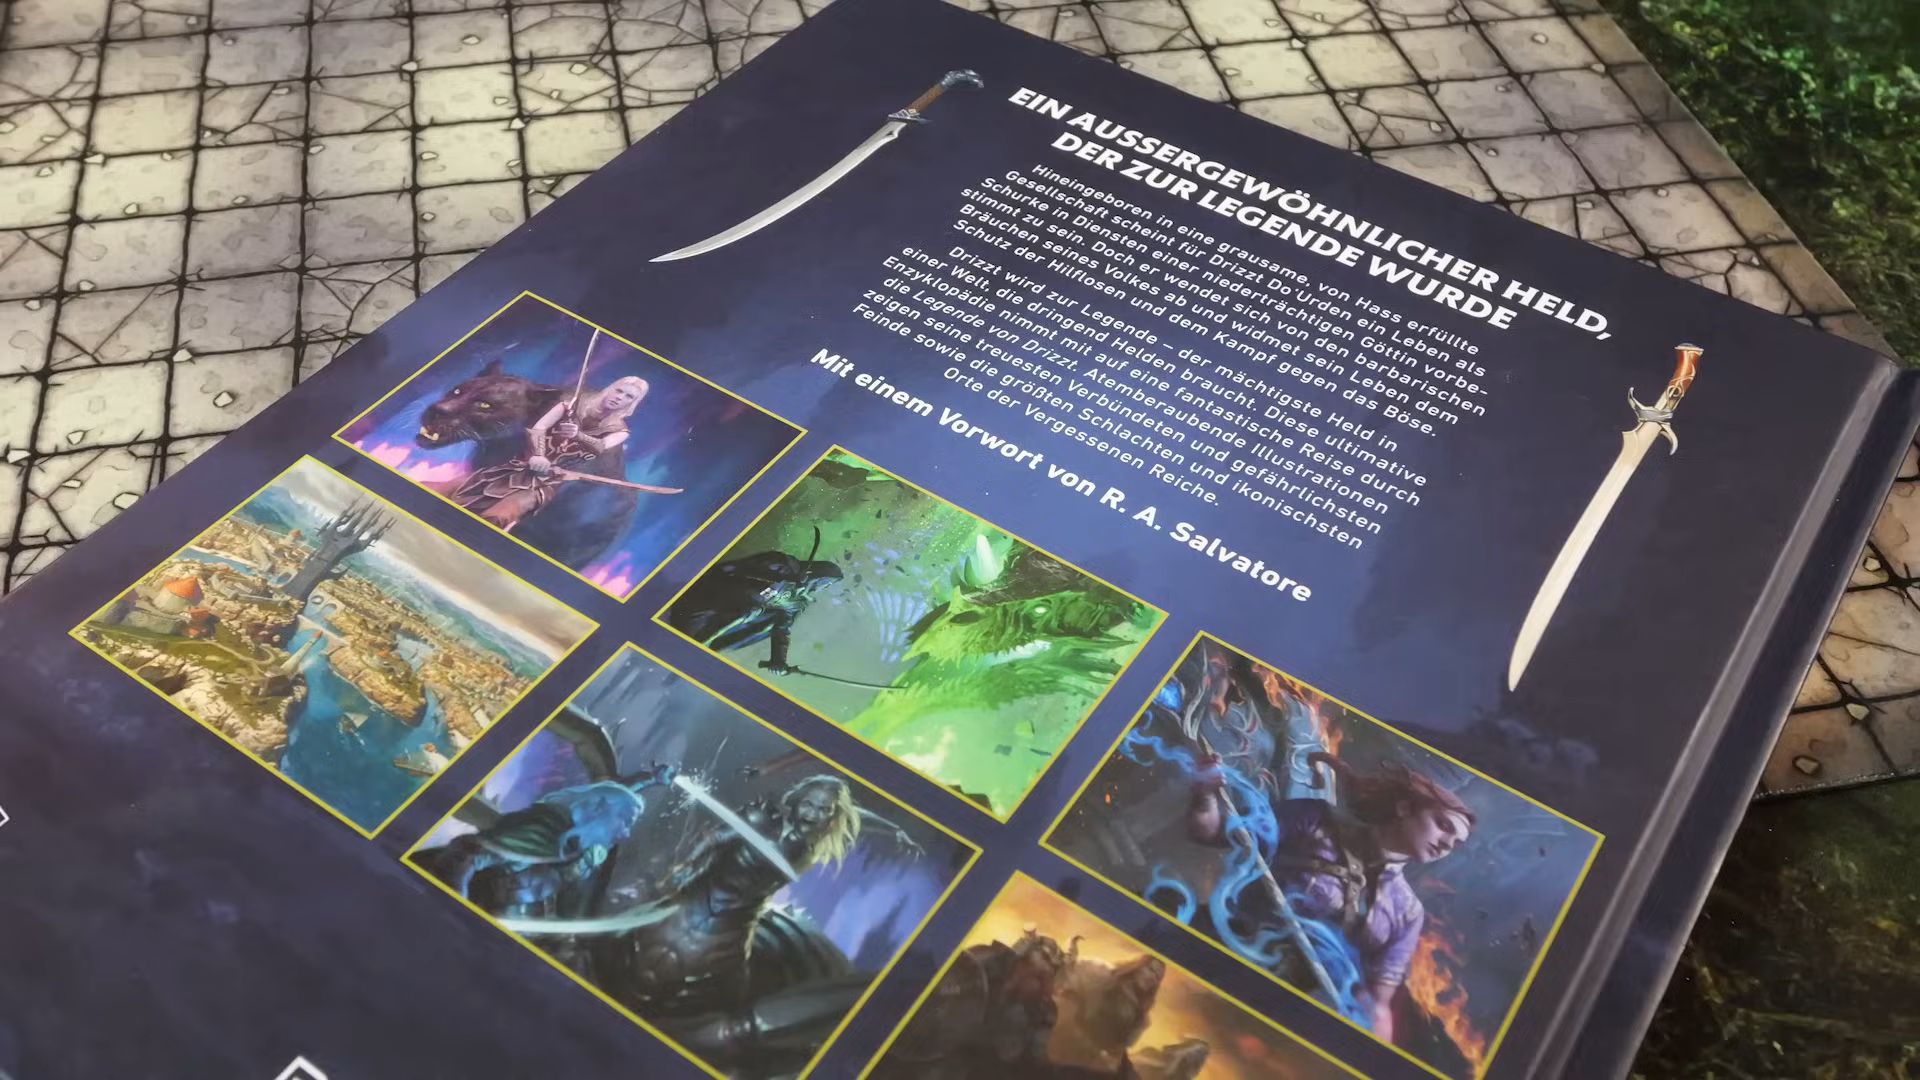 EIN AUSSERGEWÖHNLICHER HELD,
DER ZUR LEGENDE WURDE
Hineingeboren in eine grausame, von Hass erfüllte
Gesellschaft scheint für Drizzt Do'Urden ein Leben als
Schurke in Diensten einer niederträchtigen Göttin vorbe-
stimmt zu sein. Doch er wendet sich von den barbarischen
Bräuchen seines Volkes ab und widmet sein Leben dem
Schutz der Hilflosen und dem Kampf gegen das Böse.
Drizzt wird zur Legende – der mächtigste Held in
einer Welt, die dringend Helden braucht. Diese ultimative
Enzyklopädie nimmt mit auf eine fantastische Reise durch
die Legende von Drizzt. Atemberaubende Illustrationen
zeigen seine treuesten Verbündeten und gefährlichsten
Feinde sowie die größten Schlachten und ikonischsten
Orte der Vergessenen Reiche.
Mit einem Vorwort von R. A. Salvatore